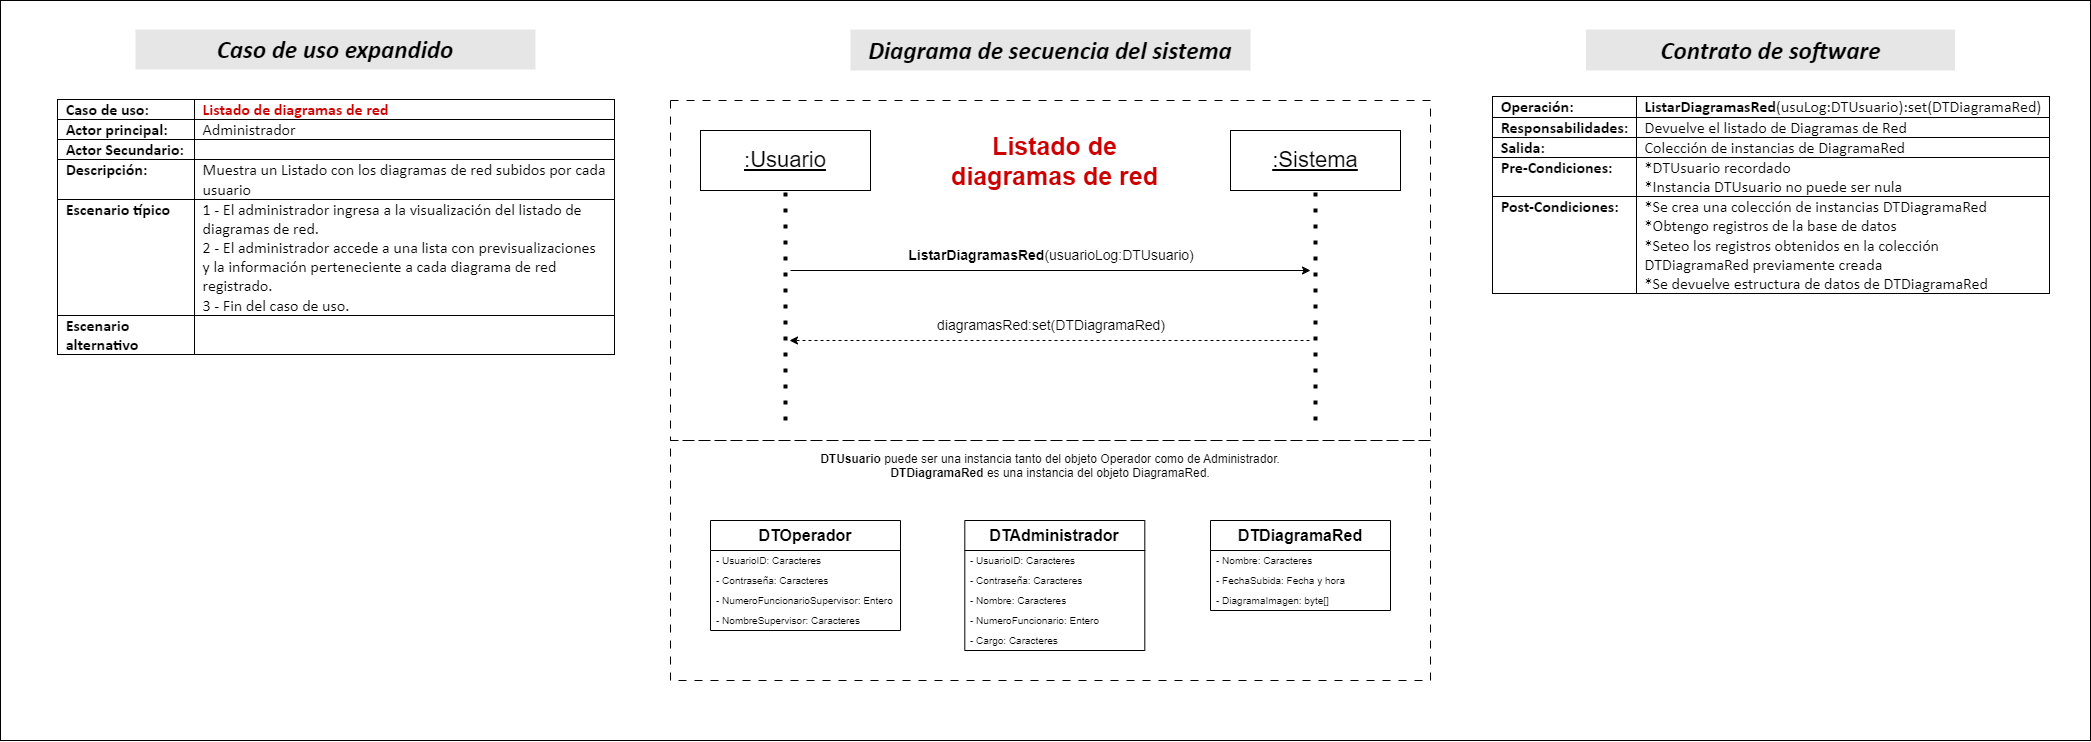 Caso de uso expandido
Caso de uso: Listado de diagramas de red
Actor principal: Administrador
Actor Secundario:
Descripción: Muestra un Listado con los diagramas de red subidos por cada
usuario
Escenario típico 1 - El administrador ingresa a la visualización del listado de
diagramas de red.
2 - El administrador accede a una lista con previsualizaciones
y la información perteneciente a cada diagrama de red
registrado.
3 - Fin del caso de uso.
Escenario
alternativo
Diagrama de secuencia del sistema
:Usuario
Listado de
diagramas de red
:Sistema
ListarDiagramasRed(usuarioLog:DTUsuario)
diagramasRed:set(DTDiagramaRed)
DTUsuario puede ser una instancia tanto del objeto Operador como de Administrador.
DTDiagramaRed es una instancia del objeto DiagramaRed.
DTOperador
- UsuarioID: Caracteres
- Contraseña: Caracteres
- NumeroFuncionarioSupervisor: Entero
- NombreSupervisor: Caracteres
DTAdministrador
- UsuarioID: Caracteres
- Contraseña: Caracteres
- Nombre: Caracteres
- NumeroFuncionario: Entero
- Cargo: Caracteres
DTDiagramaRed
- Nombre: Caracteres
- FechaSubida: Fecha y hora
- DiagramaImagen: byte[]
Contrato de software
Operación: ListarDiagramasRed(usuLog:DTUsuario):set(DTDiagramaRed)
Responsabilidades: Devuelve el listado de Diagramas de Red
Salida: Colección de instancias de DiagramaRed
Pre-Condiciones: *DTUsuario recordado
*Instancia DTUsuario no puede ser nula
Post-Condiciones: *Se crea una colección de instancias DTDiagramaRed
*Obtengo registros de la base de datos
*Seteo los registros obtenidos en la colección
DTDiagramaRed previamente creada
*Se devuelve estructura de datos de DTDiagramaRed